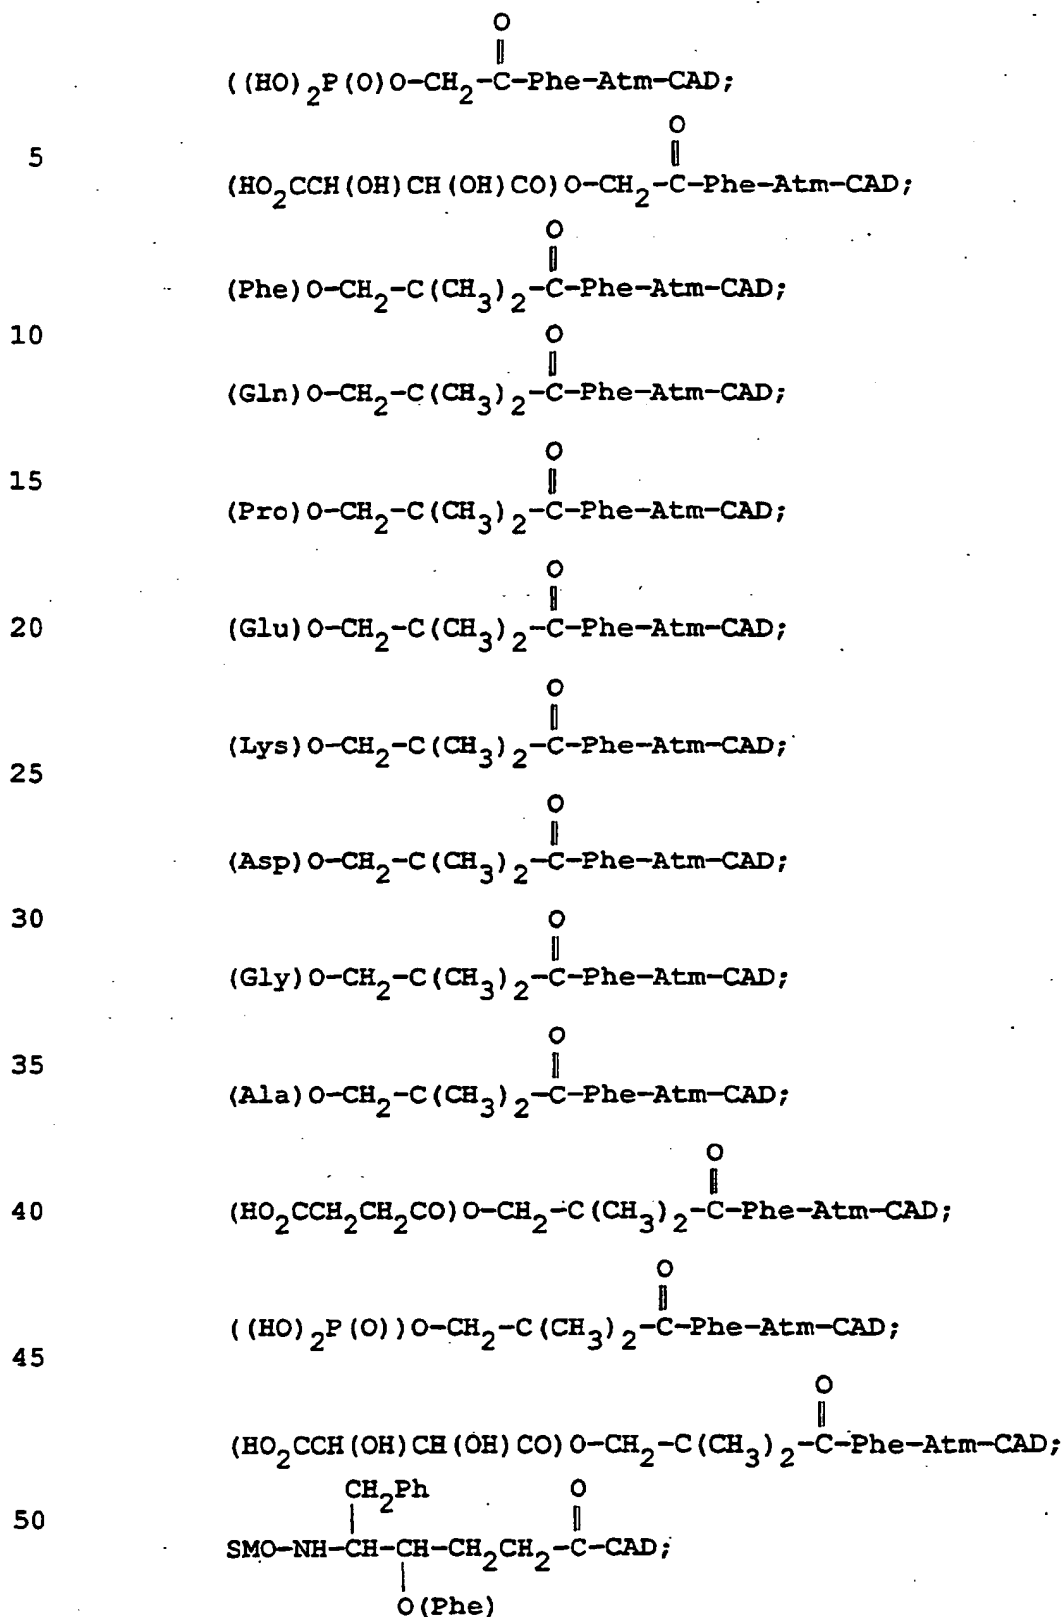 O
||
((HO)2P(O)O-CH2-C-Phe-Atm-CAD;
O
5 ||
(HO2CCH(OH)CH(OH)CO)O-CH2-C-Phe-Atm-CAD;
O
||
(Phe)O-CH2-C(CH3)2-C-Phe-Atm-CAD;
10 O
||
(Gln)O-CH2-C(CH3)2-C-Phe-Atm-CAD;
O
15 ||
(Pro)O-CH2-C(CH3)2-C-Phe-Atm-CAD;
O
||
20 (Glu)O-CH2-C(CH3)2-C-Phe-Atm-CAD;
O
||
(Lys)O-CH2-C(CH3)2-C-Phe-Atm-CAD;
25
O
||
(Asp)O-CH2-C(CH3)2-C-Phe-Atm-CAD;
30 O
||
(Gly)O-CH2-C(CH3)2-C-Phe-Atm-CAD;
O
35 ||
(Ala)O-CH2-C(CH3)2-C-Phe-Atm-CAD;
O
||
40 (HO2CCH2CH2CO)O-CH2-C(CH3)2-C-Phe-Atm-CAD;
O
||
((HO)2P(O))O-CH2-C(CH3)2-C-Phe-Atm-CAD;
45
O
||
(HO2CCH(OH)CH(OH)CO)O-CH2-C(CH3)2-C-Phe-Atm-CAD;
CH2Ph O
50 | ||
SMO-NH-CH-CH-CH2CH2-C-CAD;
|
O(Phe)